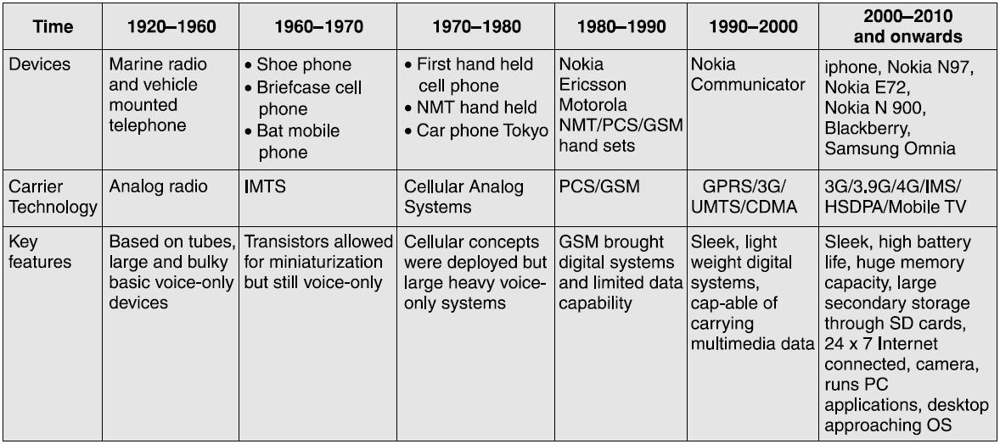 Time
1920–1960
1960–1970
1970–1980
1980–1990
1990–2000
2000–2010
and onwards
Devices
Marine radio
and vehicle
mounted
telephone
• Shoe phone
• Briefcase cell
phone
• Bat mobile
phone
• First hand held
cell phone
• NMT hand held
• Car phone Tokyo
Nokia
Ericsson
Motorola
NMT/PCS/GSM
hand sets
Nokia
Communicator
iphone, Nokia N97,
Nokia E72,
Nokia N 900,
Blackberry,
Samsung Omnia
Carrier
Technology
Analog radio
IMTS
Cellular Analog
Systems
PCS/GSM
GPRS/3G/
UMTS/CDMA
3G/3.9G/4G/IMS/
HSDPA/Mobile TV
Key
features
Based on tubes,
large and bulky
basic voice-only
devices
Transistors allowed
for miniaturization
but still voice-only
Cellular concepts
were deployed but
large heavy voice-
only systems
GSM brought
digital systems
and limited data
capability
Sleek, light
weight digital
systems,
cap-able of
carrying
multimedia data
Sleek, high battery
life, huge memory
capacity, large
secondary storage
through SD cards,
24 x 7 Internet
connected, camera,
runs PC
applications, desktop
approaching OS